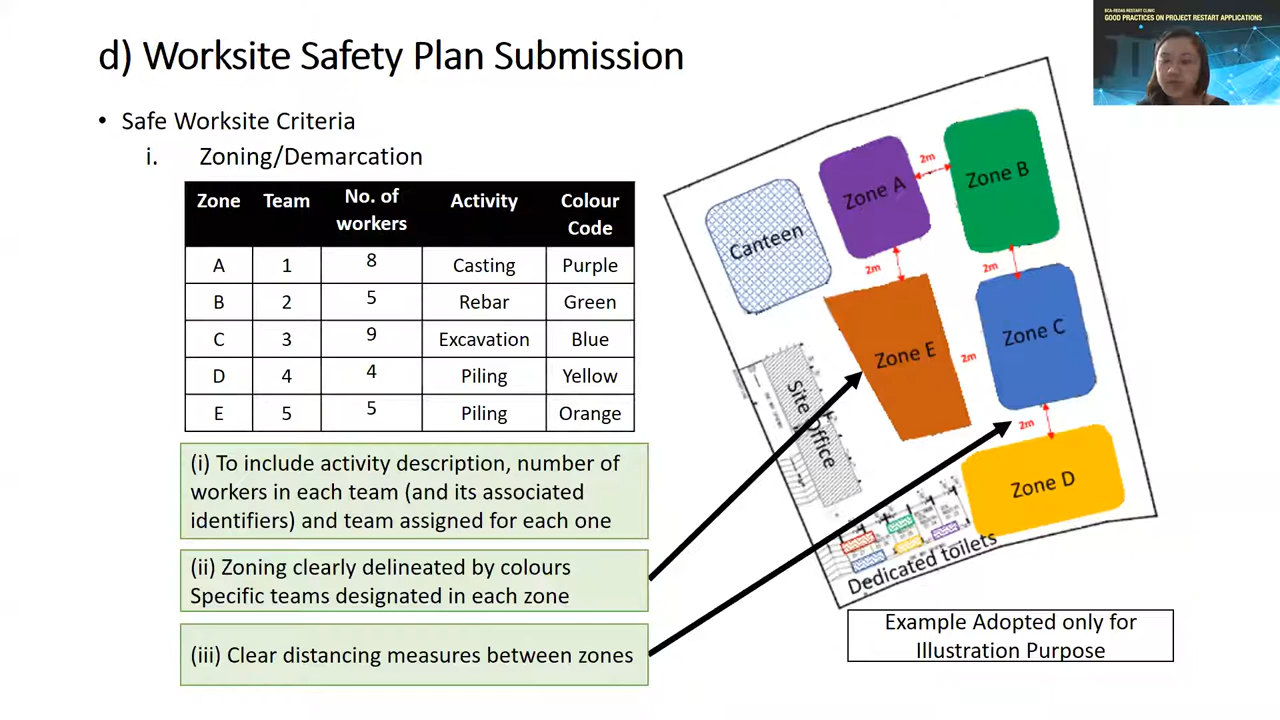 BCA-REDAS RESTART CLINIC
GOOD PRACTICES ON PROJECT RESTART APPLICATIONS
d) Worksite Safety Plan Submission
• Safe Worksite Criteria
i. Zoning/Demarcation
Zone Team No. of workers Activity Colour Code
A 1 8 Casting Purple
B 2 5 Rebar Green
C 3 9 Excavation Blue
D 4 4 Piling Yellow
E 5 5 Piling Orange
(i) To include activity description, number of
workers in each team (and its associated
identifiers) and team assigned for each one
(ii) Zoning clearly delineated by colours
Specific teams designated in each zone
(iii) Clear distancing measures between zones
Canteen
Zone A
2m
Zone B
2m
2m
Zone E
2m
Zone C
Site Office
2m
Zone D
Dedicated toilets
Example Adopted only for
Illustration Purpose